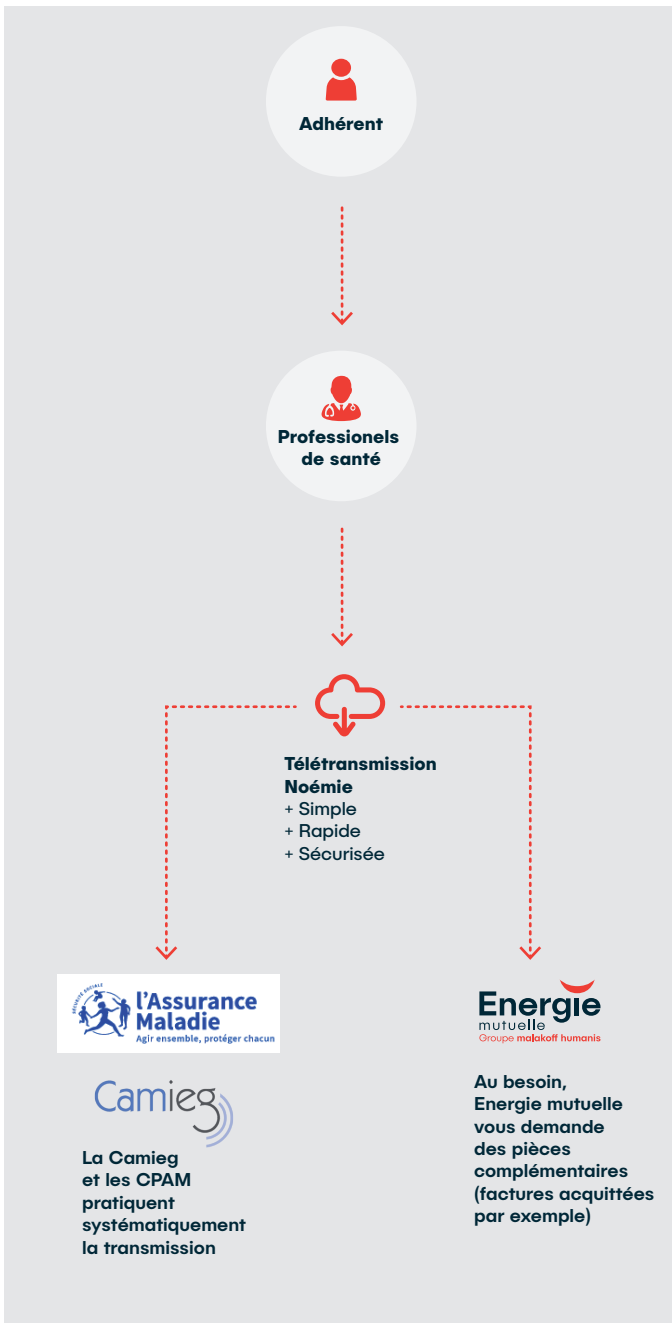 Adhérent
Professionels
de santé
Télétransmission
Noémie
+ Simple
+ Rapide
+ Sécurisée
SÉCURITÉ SOCIALE
l'Assurance
Maladie
Agir ensemble, protéger chacun
Camieg
La Camieg
et les CPAM
pratiquent
systématiquement
la transmission
Energie
mutuelle
Groupe malakoff humanis
Au besoin,
Energie mutuelle
vous demande
des pièces
complémentaires
(factures acquittées
par exemple)